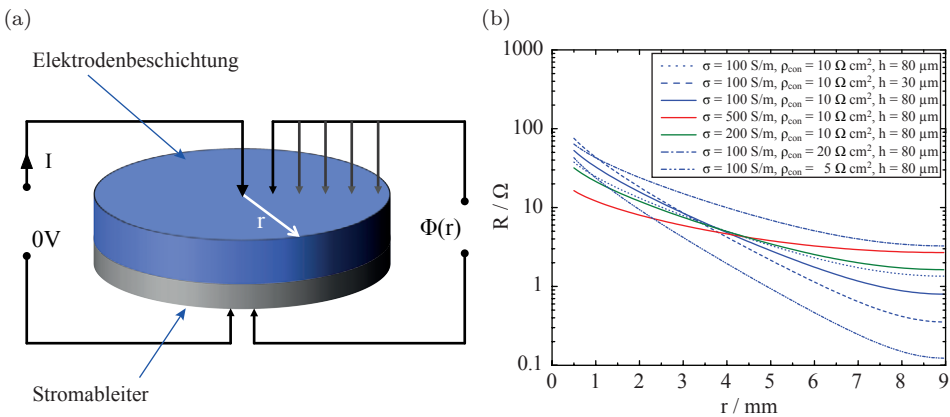 (a)
Elektrodenbeschichtung
I
0V
r
Φ(r)
Stromableiter
(b)
R / Ω
1000
100
10
1
0.1
σ = 100 S/m, ρcon = 10 Ω cm², h = 80 µm
σ = 100 S/m, ρcon = 10 Ω cm², h = 30 µm
σ = 100 S/m, ρcon = 10 Ω cm², h = 80 µm
σ = 500 S/m, ρcon = 10 Ω cm², h = 80 µm
σ = 200 S/m, ρcon = 10 Ω cm², h = 80 µm
σ = 100 S/m, ρcon = 20 Ω cm², h = 80 µm
σ = 100 S/m, ρcon = 5 Ω cm², h = 80 µm
0 1 2 3 4 5 6 7 8 9
r / mm